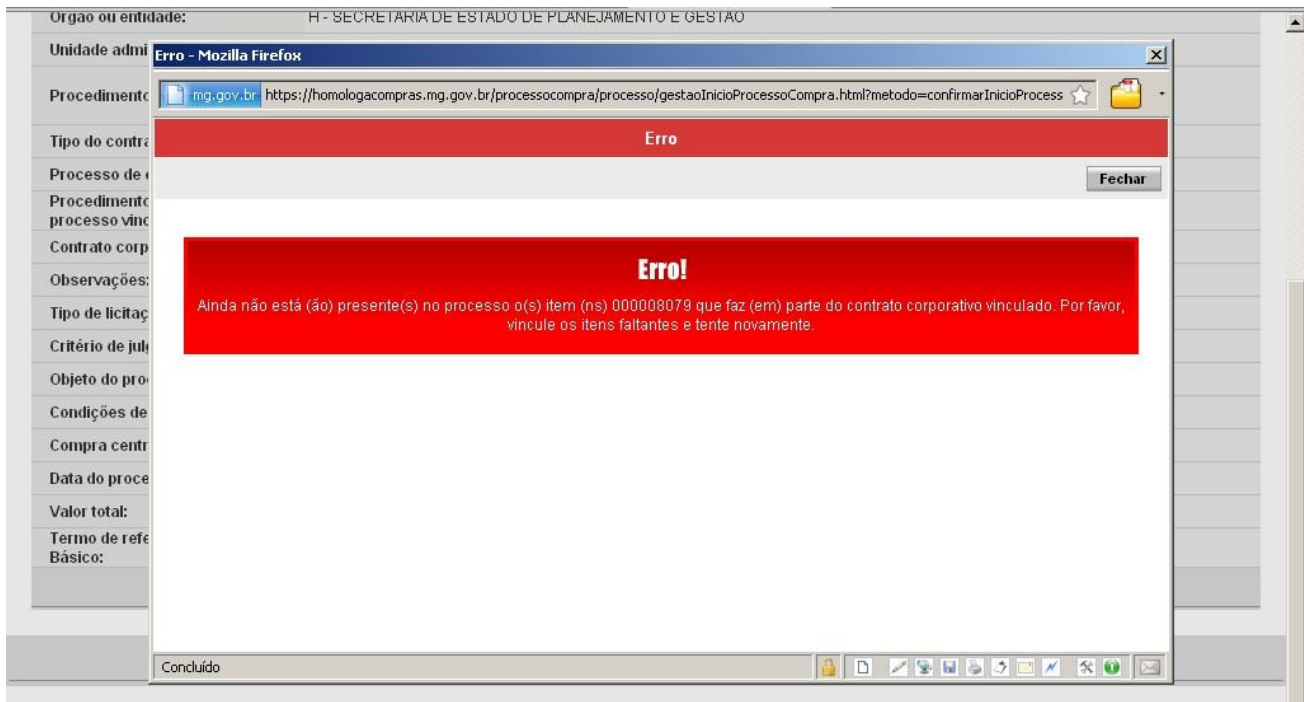 Órgão ou entidade: H - SECRETARIA DE ESTADO DE PLANEJAMENTO E GESTÃO
Unidade admi
Erro - Mozilla Firefox
Procedimento
mg.gov.br https://homologacompras.mg.gov.br/processocompra/processo/gestaoInicioProcessoCompra.html?metodo=confirmarInicioProcess
Tipo do contra
Erro
Processo de
Fechar
Procedimento
processo vinc
Contrato corp
Erro!
Observações:
Ainda não está (ão) presente(s) no processo o(s) item (ns) 000008079 que faz (em) parte do contrato corporativo vinculado. Por favor,
vincule os itens faltantes e tente novamente.
Tipo de licitaç
Critério de julg
Objeto do pro
Condições de
Compra centr
Data do proce
Valor total:
Termo de refe
Básico:
Concluído